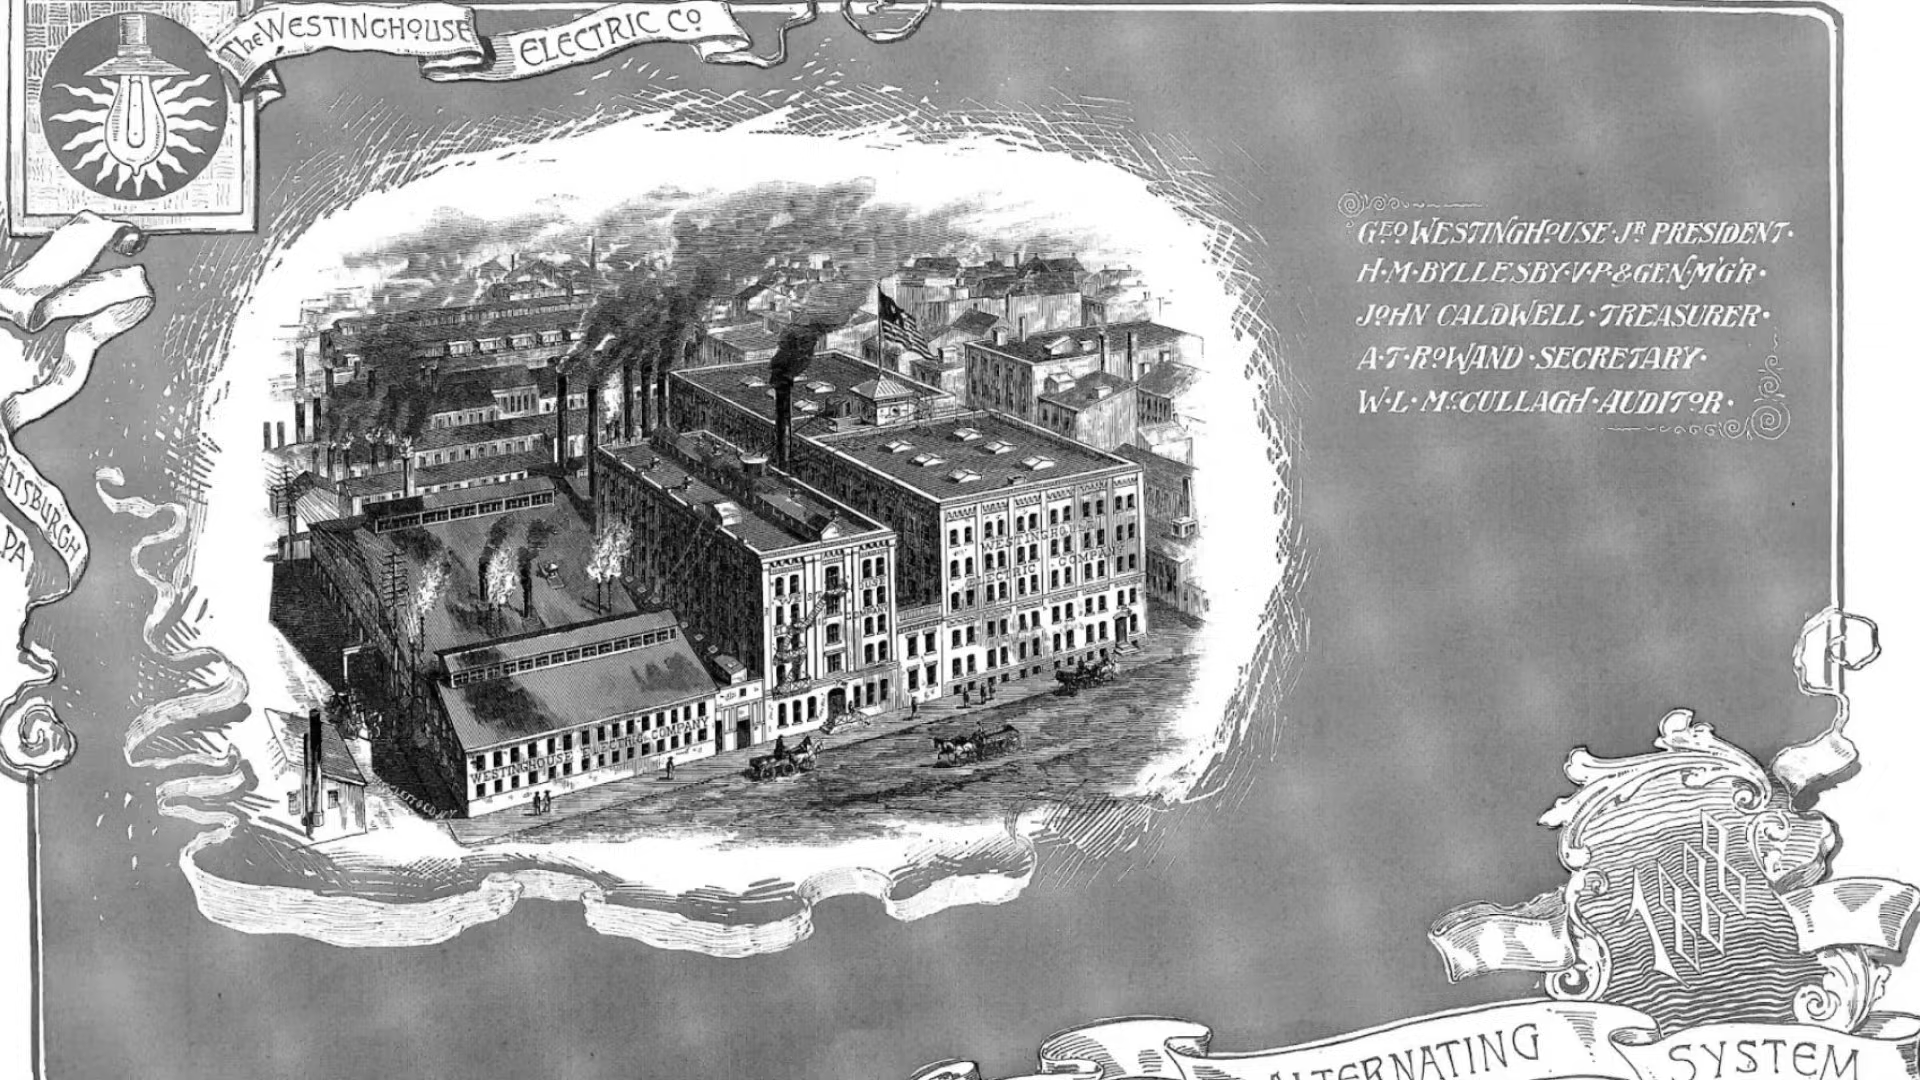 The WESTINGHOUSE ELECTRIC Co
PITTSBURGH
PA
GEO WESTINGHOUSE·JR PRESIDENT·
H·M·BYLLESBY·V·P·&GEN·M'G'R·
JOHN CALDWELL·TREASURER·
A·T·ROWAND·SECRETARY·
W·L·McCULLAGH·AUDITOR·
WESTINGHOUSE
ELECTRIC COMPANY
WESTINGHOUSE ELECTRIC COMPANY
1888
ALTERNATING SYSTEM